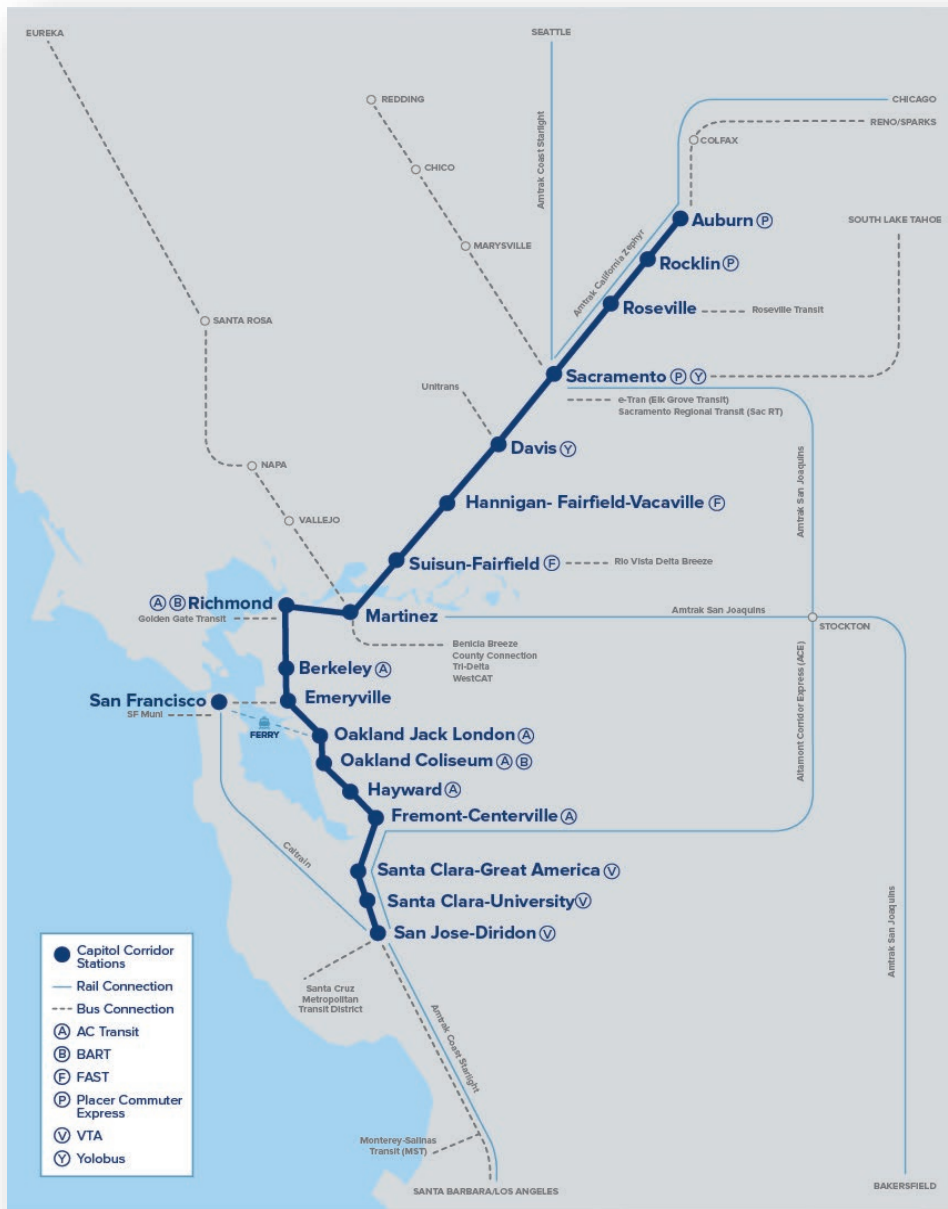 EUREKA
SEATTLE
REDDING
CHICAGO
RENO/SPARKS
COLFAX
CHICO
Amtrak Coast Starlight
Auburn Ⓟ
SOUTH LAKE TAHOE
MARYSVILLE
Amtrak California Zephyr
Rocklin Ⓟ
Roseville
Roseville Transit
SANTA ROSA
Sacramento Ⓟ Ⓨ
Unitrans
e-Tran (Elk Grove Transit)
Sacramento Regional Transit (Sac RT)
Davis Ⓨ
NAPA
Hannigan- Fairfield-Vacaville Ⓕ
Amtrak San Joaquins
VALLEJO
Suisun-Fairfield Ⓕ
Rio Vista Delta Breeze
Ⓐ Ⓑ Richmond
Golden Gate Transit
Martinez
Amtrak San Joaquins
STOCKTON
Benicia Breeze
County Connection
Tri-Delta
WestCAT
Berkeley Ⓐ
San Francisco
SF Muni
Emeryville
FERRY
Oakland Jack London Ⓐ
Oakland Coliseum Ⓐ Ⓑ
Altamont Corridor Express (ACE)
Hayward Ⓐ
Fremont-Centerville Ⓐ
Caltrain
Santa Clara-Great America Ⓥ
Santa Clara-University Ⓥ
San Jose-Diridon Ⓥ
Amtrak San Joaquins
Santa Cruz
Metropolitan
Transit District
Amtrak Coast Starlight
Monterey-Salinas
Transit (MST)
SANTA BARBARA/LOS ANGELES
BAKERSFIELD
Capitol Corridor
Stations
Rail Connection
Bus Connection
Ⓐ AC Transit
Ⓑ BART
Ⓕ FAST
Ⓟ Placer Commuter
Express
Ⓥ VTA
Ⓨ Yolobus